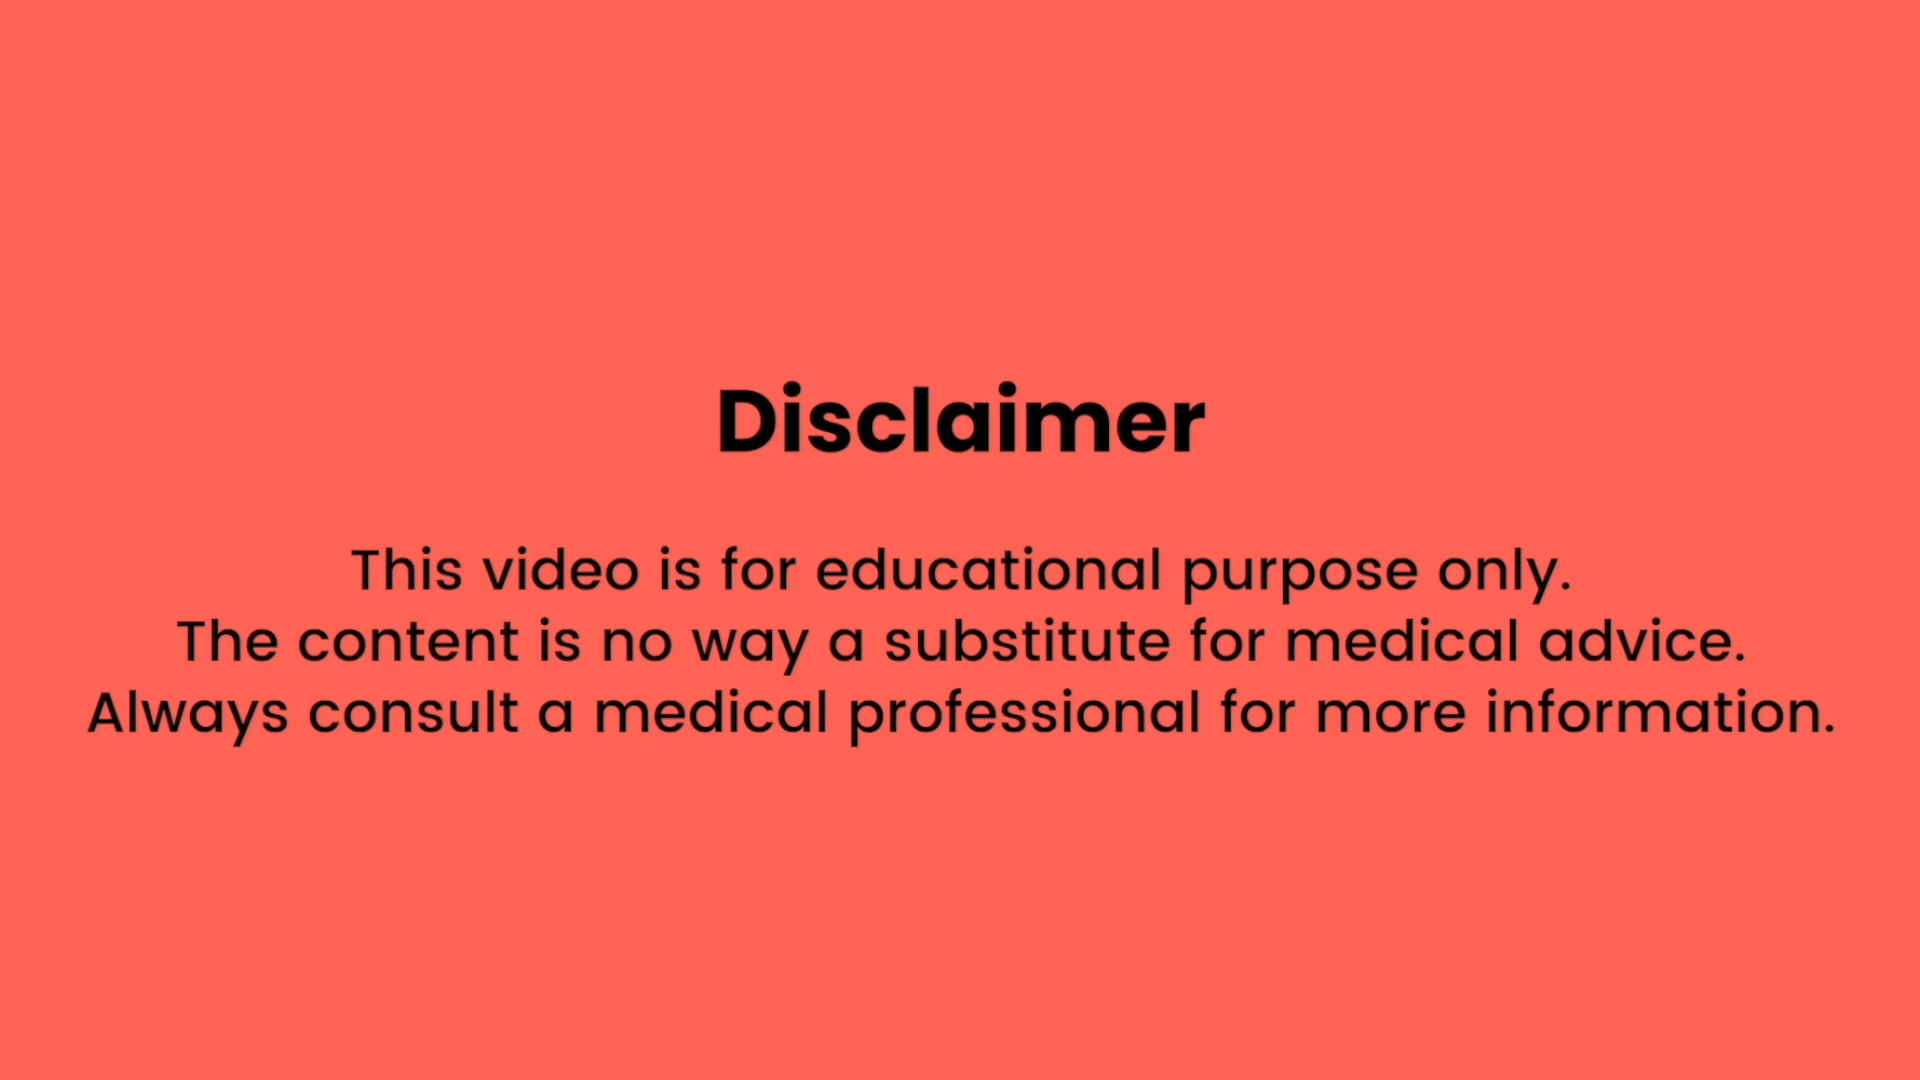 Disclaimer
This video is for educational purpose only.
The content is no way a substitute for medical advice.
Always consult a medical professional for more information.